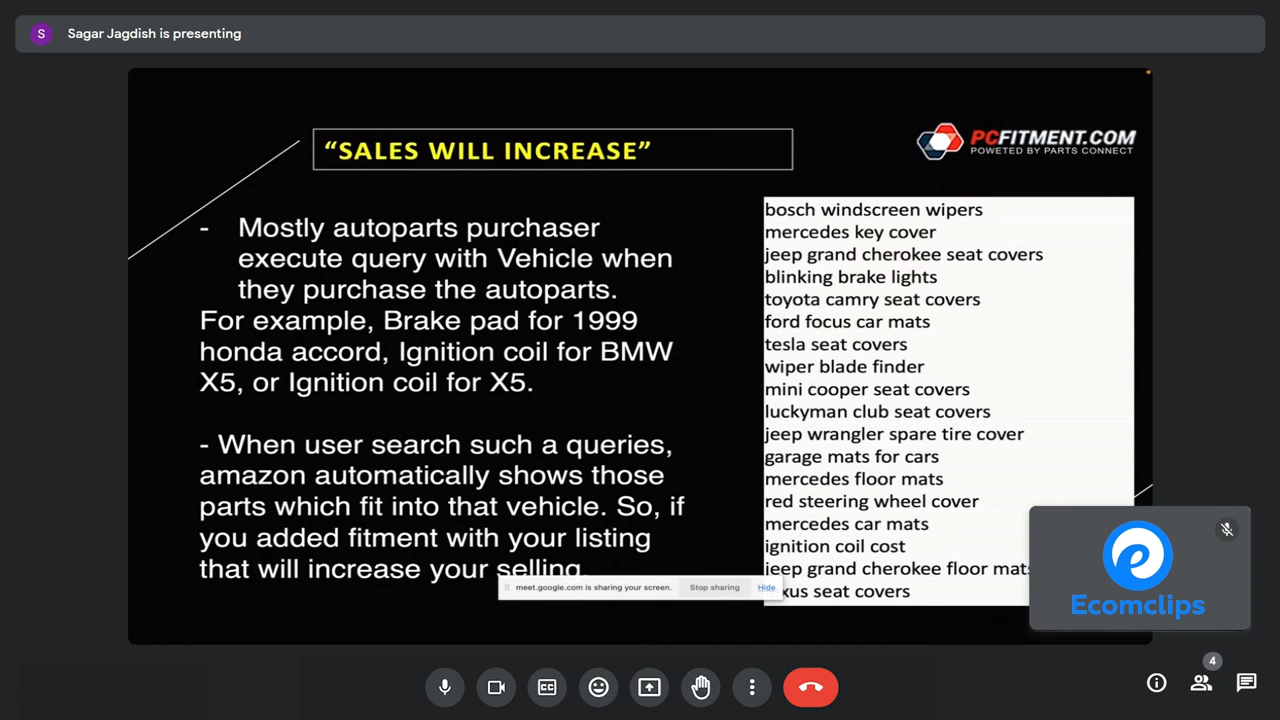 S Sagar Jagdish is presenting
"SALES WILL INCREASE"
PCFITMENT.COM
POWETED BY PARTS CONNECT
- Mostly autoparts purchaser
execute query with Vehicle when
they purchase the autoparts.
For example, Brake pad for 1999
honda accord, Ignition coil for BMW
X5, or Ignition coil for X5.
- When user search such a queries,
amazon automatically shows those
parts which fit into that vehicle. So, if
you added fitment with your listing
that will increase your selling
bosch windscreen wipers
mercedes key cover
jeep grand cherokee seat covers
blinking brake lights
toyota camry seat covers
ford focus car mats
tesla seat covers
wiper blade finder
mini cooper seat covers
luckyman club seat covers
jeep wrangler spare tire cover
garage mats for cars
mercedes floor mats
red steering wheel cover
mercedes car mats
ignition coil cost
jeep grand cherokee floor mats
xus seat covers
meet.google.com is sharing your screen. Stop sharing Hide
Ecomclips
4